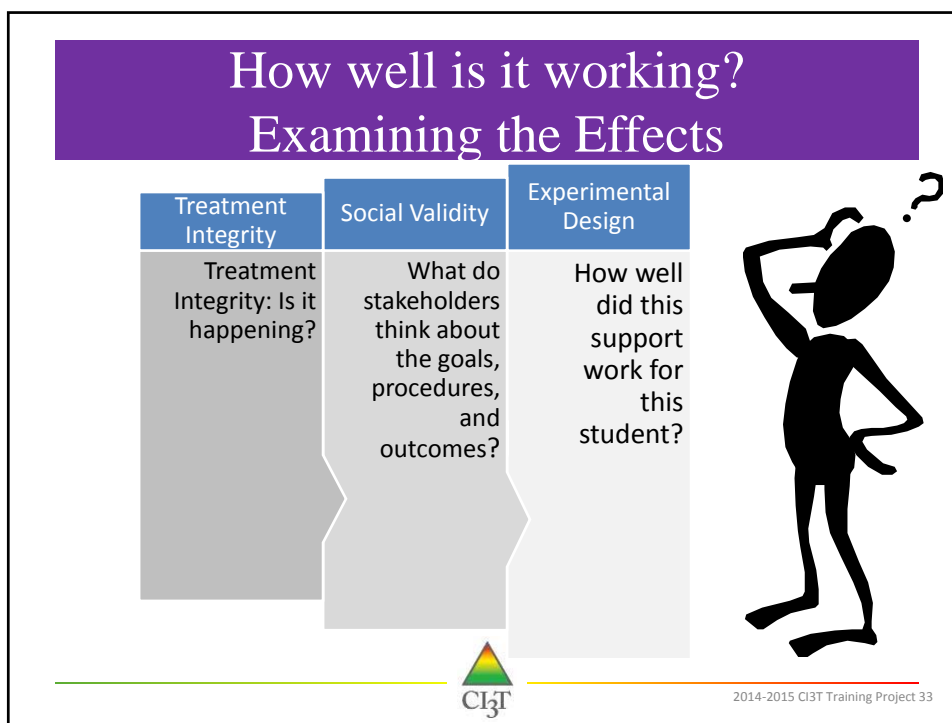 How well is it working?
Examining the Effects
Treatment
Integrity
Treatment
Integrity: Is it
happening?
Social Validity
What do
stakeholders
think about
the goals,
procedures,
and
outcomes?
Experimental
Design
How well
did this
support
work for
this
student?
?
CI3T
2014-2015 CI3T Training Project 33